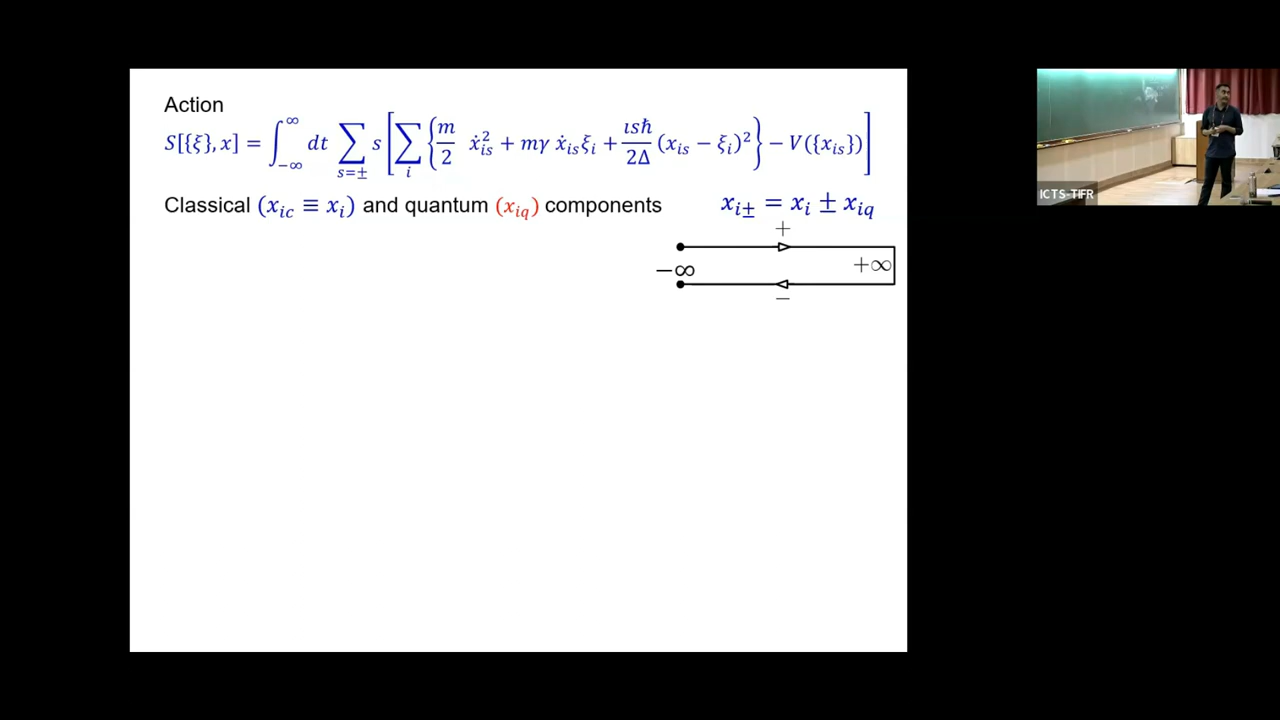 Action
S[{ξ}, x] = ∫_{-∞}^{∞} dt ∑_{s=±} s [ ∑_i { m/2 ẋ_{is}^2 + mγ ẋ_{is}ξ_i + ısħ/2Δ (x_{is} − ξ_i)^2 } − V({x_{is}}) ]
Classical (x_{ic} ≡ x_i) and quantum (x_{iq}) components x_{i±} = x_i ± x_{iq}
+
−∞ +∞
−
ICTS-TIFR